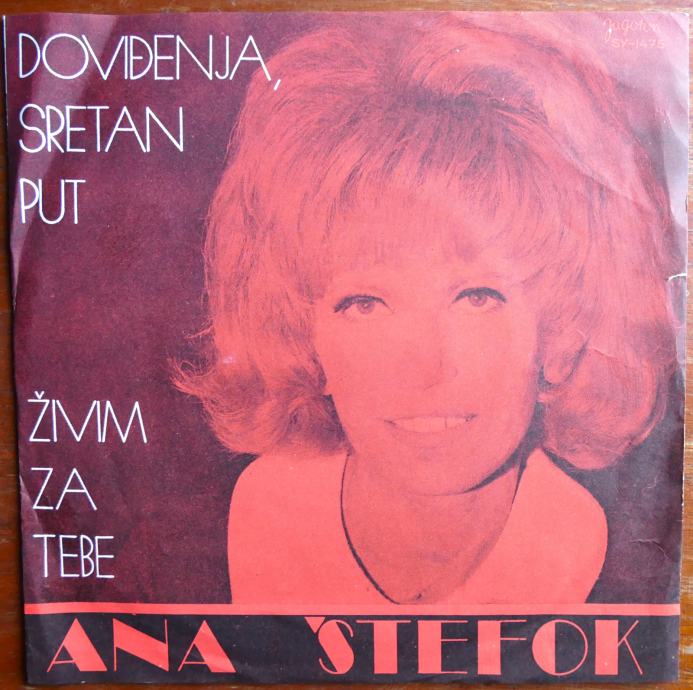 DOVIĐENJA,
SRETAN
PUT
Jugoton
SY-1475
ŽIVIM
ZA
TEBE
ANA ŠTEFOK